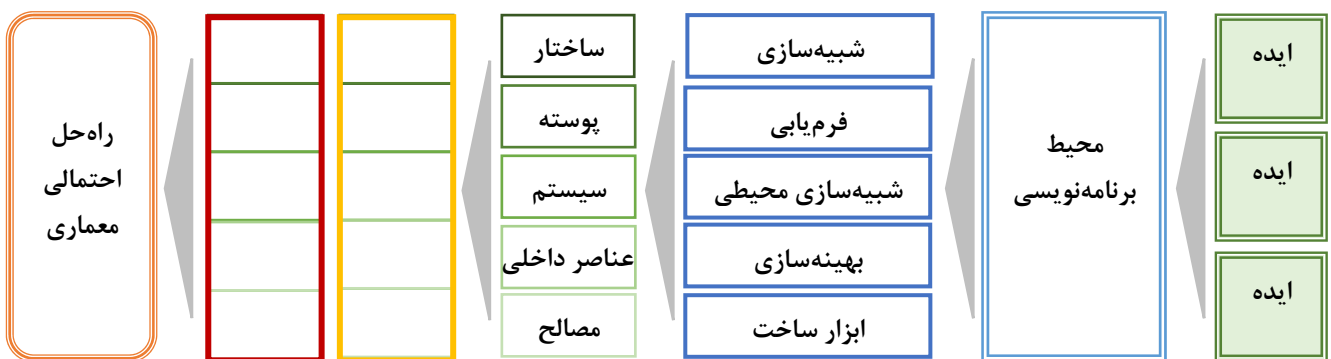 ایده
ایده
ایده
محیط
برنامه‌نویسی
شبیه‌سازی
فرم‌یابی
شبیه‌سازی محیطی
بهینه‌سازی
ابزار ساخت
ساختار
پوسته
سیستم
عناصر داخلی
مصالح
راه‌حل
احتمالی
معماری